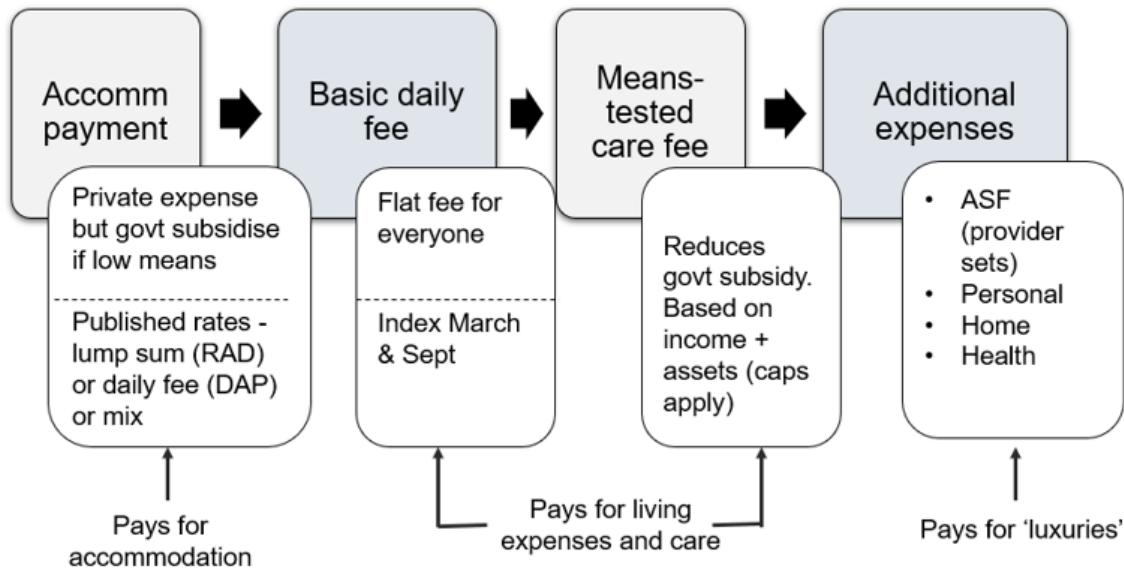 Accomm
payment
Basic daily
fee
Means-
tested
care fee
Additional
expenses
Private expense
but govt subsidise
if low means
Published rates -
lump sum (RAD)
or daily fee (DAP)
or mix
Flat fee for
everyone
Index March
& Sept
Reduces
govt subsidy.
Based on
income +
assets (caps
apply)
• ASF
(provider
sets)
• Personal
• Home
• Health
Pays for
accommodation
Pays for living
expenses and care
Pays for ‘luxuries’